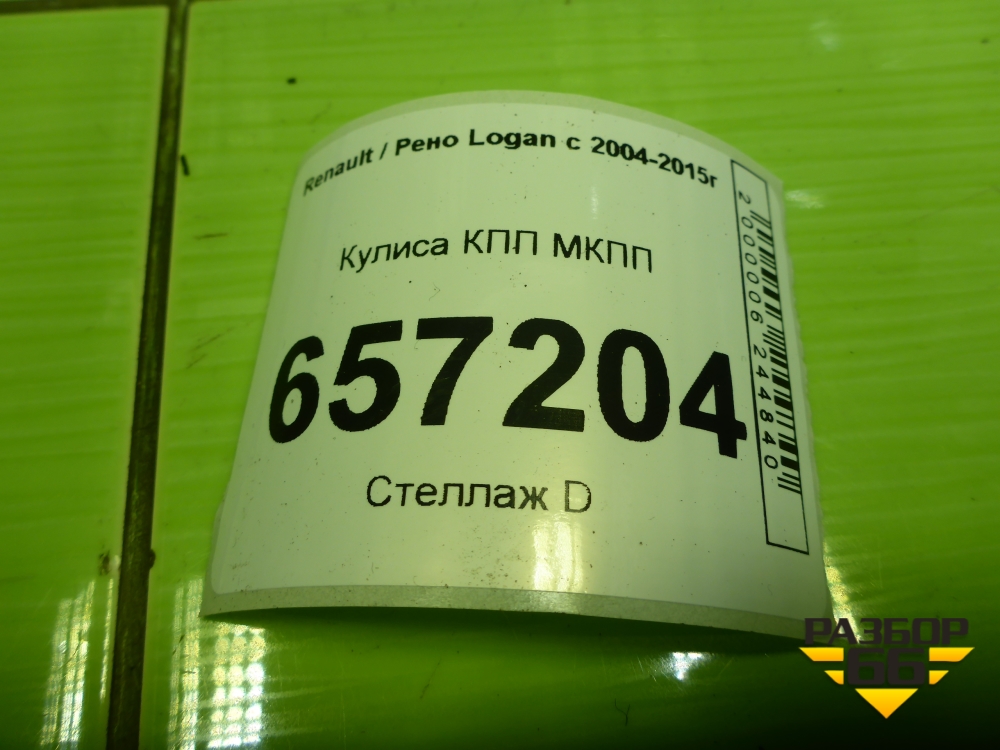 Renault / Рено Logan с 2004-2015г
Кулиса КПП МКПП
657204
Стеллаж D
2000006244840
РАЗБОР
66